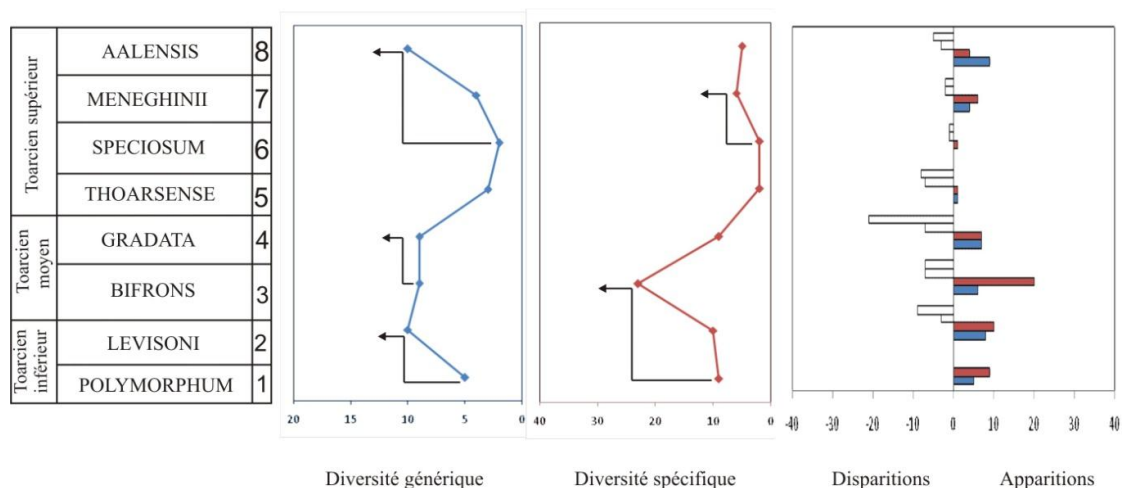 Toarcien supérieur
AALENSIS 8
MENEGHINII 7
SPECIOSUM 6
THOARSENSE 5
Toarcien
moyen
GRADATA 4
BIFRONS 3
Toarcien
inférieur
LEVISONI 2
POLYMORPHUM 1
20 15 10 5 0
40 30 20 10 0
-40 -30 -20 -10 0 10 20 30 40
Diversité générique
Diversité spécifique
Disparitions Apparitions